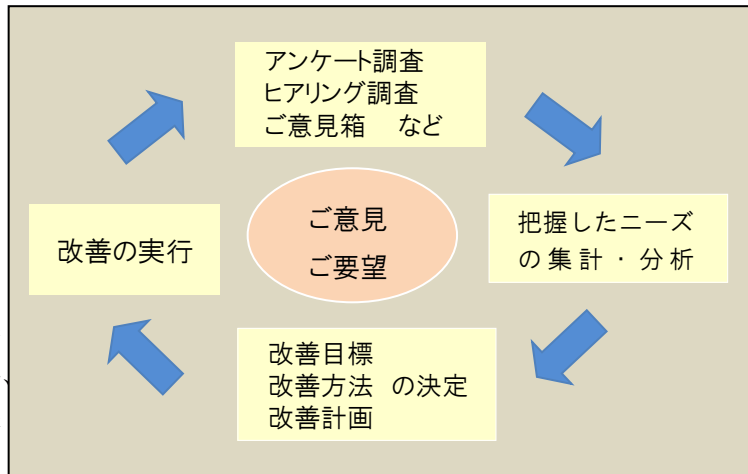 アンケート調査
ヒアリング調査
ご意見箱　など
把握したニーズ
の集計・分析
改善目標
改善方法　の決定
改善計画
改善の実行
ご意見
ご要望